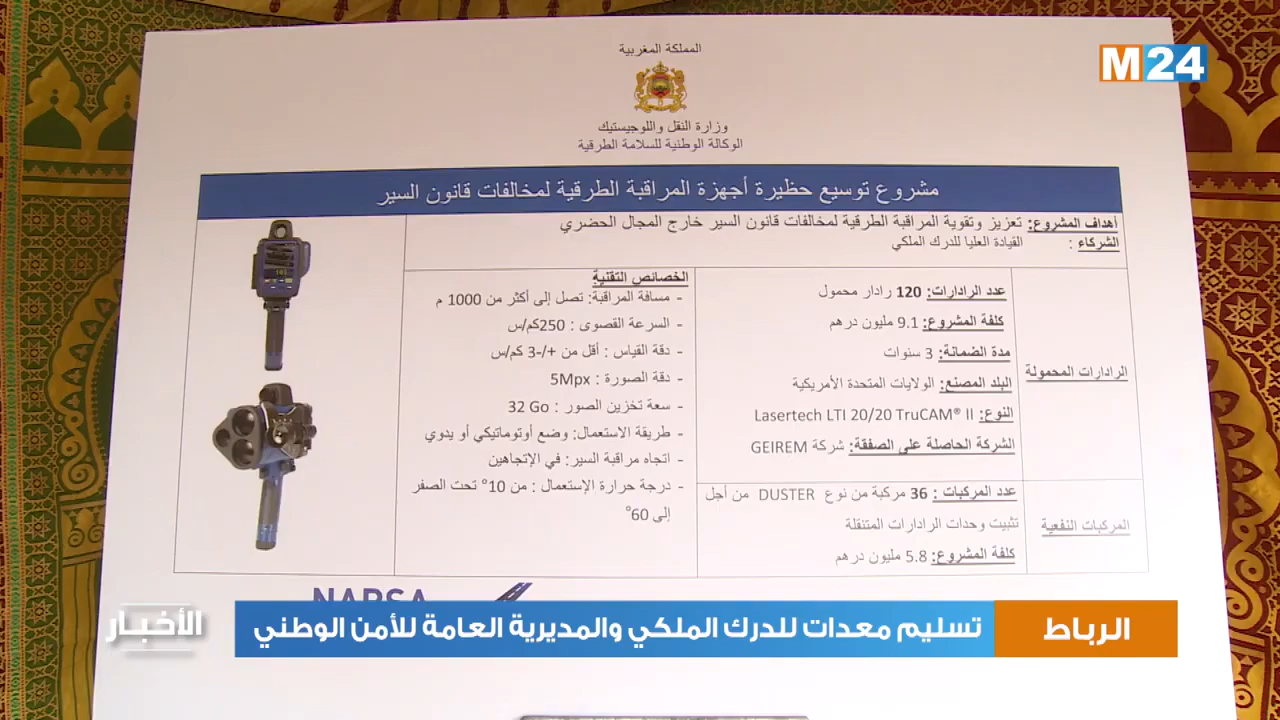 المملكة المغربية
M24
وزارة النقل واللوجيستيك
الوكالة الوطنية للسلامة الطرقية
مشروع توسيع حظيرة أجهزة المراقبة الطرقية لمخالفات قانون السير
أهداف المشروع: تعزيز وتقوية المراقبة الطرقية لمخالفات قانون السير خارج المجال الحضري
الشركاء : القيادة العليا للدرك الملكي
الرادارات المحمولة
عدد الرادارات: 120 رادار محمول
كلفة المشروع: 9.1 مليون درهم
مدة الضمانة: 3 سنوات
البلد المصنع: الولايات المتحدة الأمريكية
النوع: Lasertech LTI 20/20 TruCAM® II
الشركة الحاصلة على الصفقة: شركة GEIREM
الخصائص التقنية:
- مسافة المراقبة: تصل إلى أكثر من 1000 م
- السرعة القصوى : 250كم/س
- دقة القياس : أقل من +/-3 كم/س
- دقة الصورة : 5Mpx
- سعة تخزين الصور : 32 Go
- طريقة الاستعمال: وضع أوتوماتيكي أو يدوي
- اتجاه مراقبة السير: في الإتجاهين
- درجة حرارة الإستعمال : من 10° تحت الصفر
إلى 60°
المركبات النفعية
عدد المركبات : 36 مركبة من نوع DUSTER من أجل
تثبيت وحدات الرادارات المتنقلة
كلفة المشروع: 5.8 مليون درهم
NARSA
الرباط
تسليم معدات للدرك الملكي والمديرية العامة للأمن الوطني
الأخبار